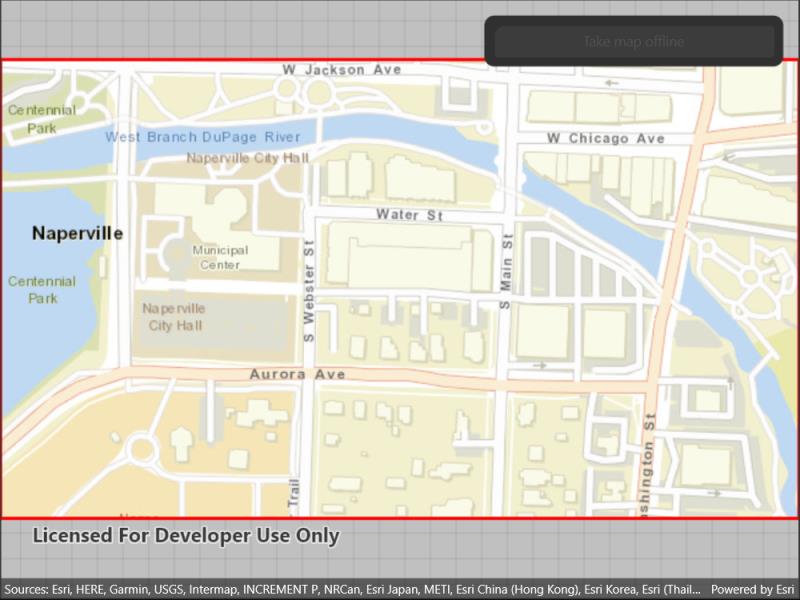 Take map offline
W Jackson Ave
Centennial
Park
West Branch DuPage River
W Chicago Ave
Naperville City Hall
Water St
Naperville
Municipal
Center
S Webster St
S Main St
Centennial
Park
Naperville
City Hall
Aurora Ave
shington St
Trail
Licensed For Developer Use Only
Sources: Esri, HERE, Garmin, USGS, Intermap, INCREMENT P, NRCan, Esri Japan, METI, Esri China (Hong Kong), Esri Korea, Esri (Thail... Powered by Esri